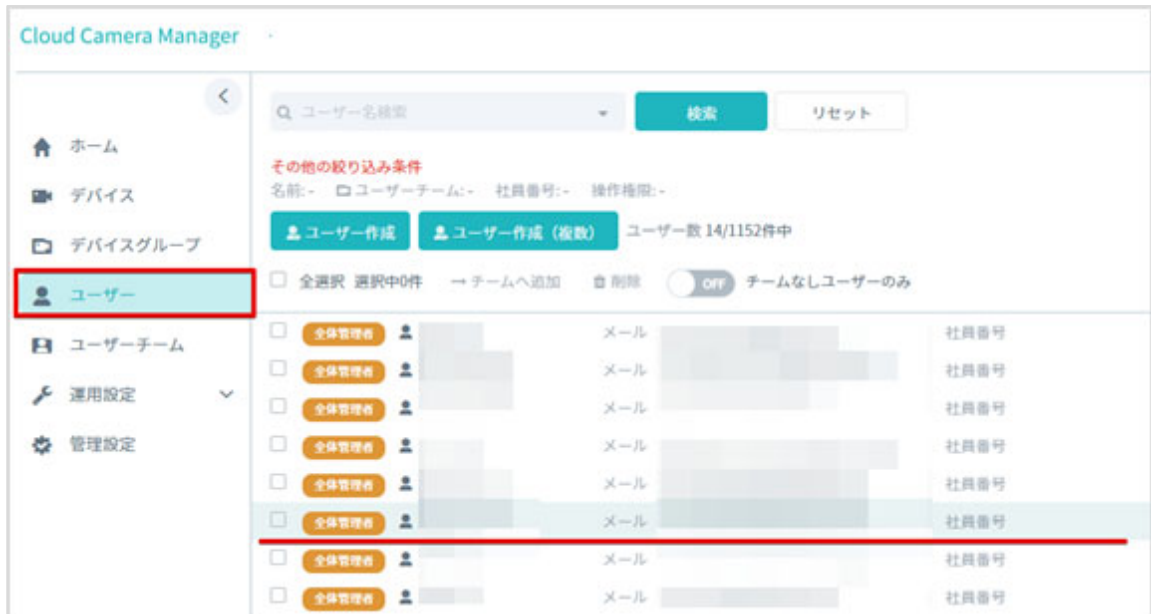 Cloud Camera Manager
ユーザー名検索
検索
リセット
ホーム
デバイス
デバイスグループ
ユーザー
ユーザーチーム
運用設定
管理設定
その他の絞り込み条件
名前:- ユーザーチーム:- 社員番号:- 操作権限:-
ユーザー作成 ユーザー作成（複数） ユーザー数 14/1152件中
全選択 選択中0件 →チームへ追加 削除 OFF チームなしユーザーのみ
全体管理者 メール 社員番号
全体管理者 メール 社員番号
全体管理者 メール 社員番号
全体管理者 メール 社員番号
全体管理者 メール 社員番号
全体管理者 メール 社員番号
全体管理者 メール 社員番号
全体管理者 メール 社員番号